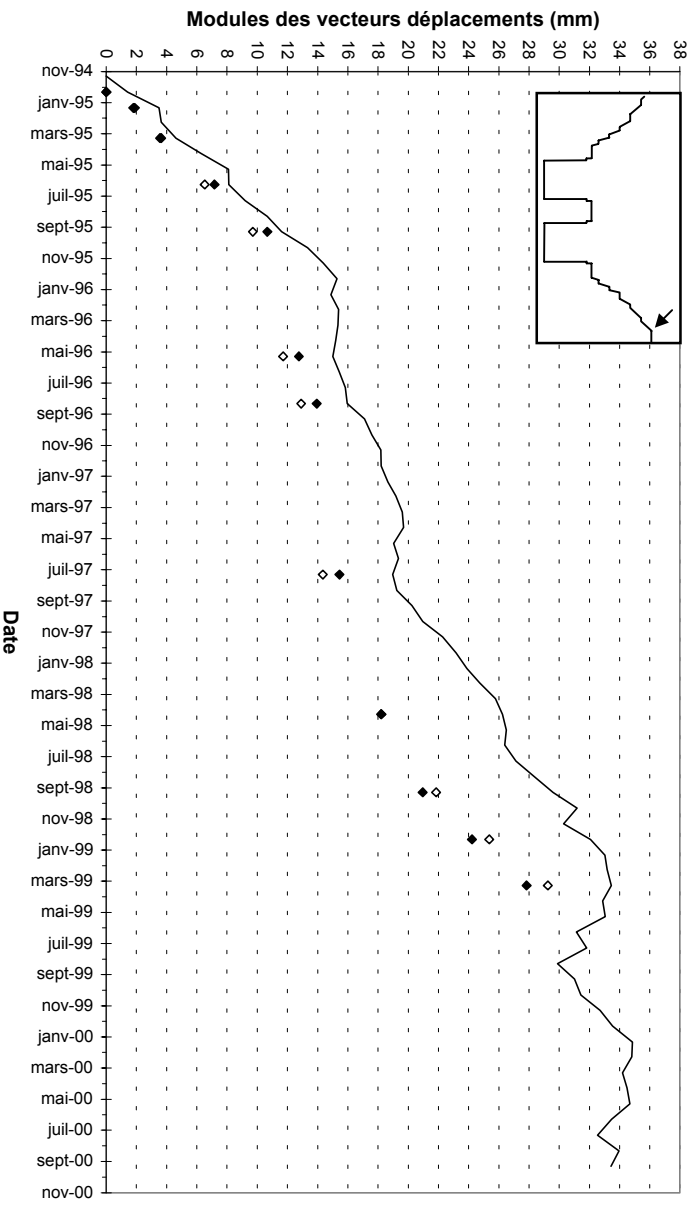 Modules des vecteurs déplacements (mm)
0 2 4 6 8 10 12 14 16 18 20 22 24 26 28 30 32 34 36 38
nov-94
janv-95
mars-95
mai-95
juil-95
sept-95
nov-95
janv-96
mars-96
mai-96
juil-96
sept-96
nov-96
janv-97
mars-97
mai-97
juil-97
sept-97
nov-97
janv-98
mars-98
mai-98
juil-98
sept-98
nov-98
janv-99
mars-99
mai-99
juil-99
sept-99
nov-99
janv-00
mars-00
mai-00
juil-00
sept-00
nov-00
Date